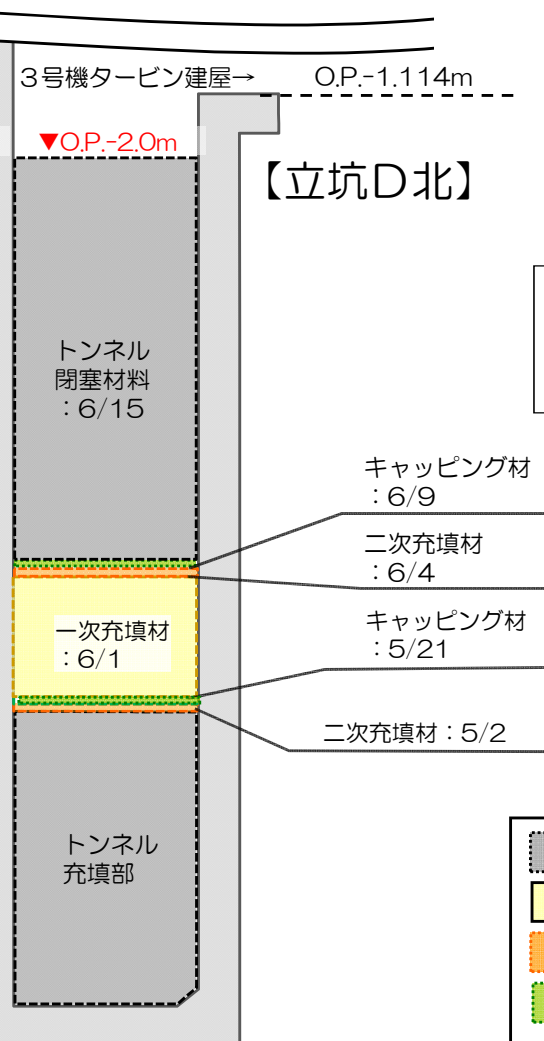 3号機タービン建屋→
O.P.-1.114m
▼O.P.-2.0m
【立坑D北】
トンネル
閉塞材料
：6/15
キャッピング材
：6/9
二次充填材
：6/4
一次充填材
：6/1
キャッピング材
：5/21
二次充填材：5/2
トンネル
充填部